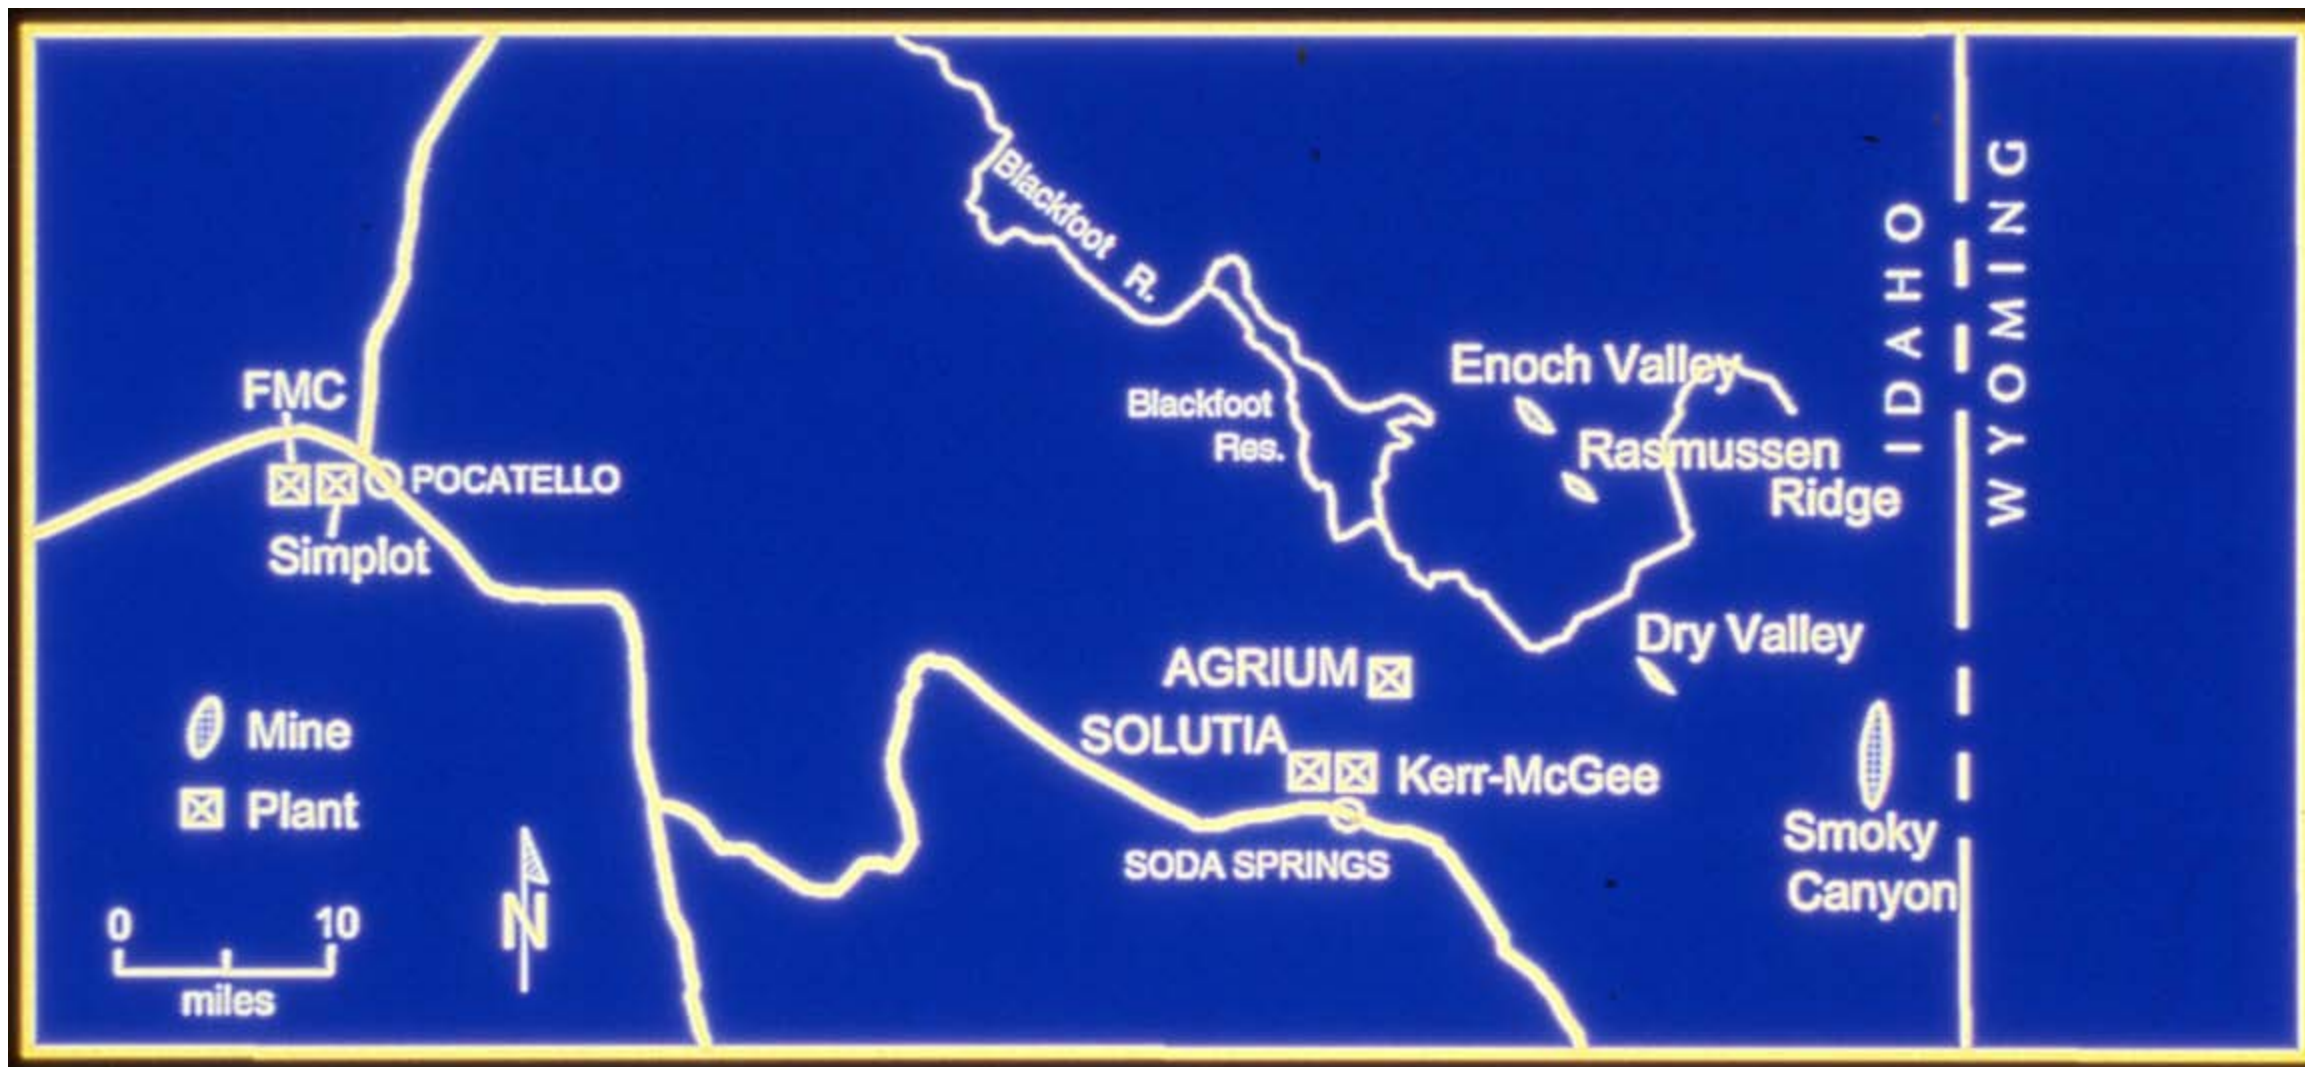 Blackfoot R.
IDAHO
WYOMING
Enoch Valley
FMC
Blackfoot
Res.
Rasmussen
Ridge
POCATELLO
Simplot
Dry Valley
AGRIUM
SOLUTIA
Kerr-McGee
Mine
Plant
Smoky
Canyon
SODA SPRINGS
N
0 10
miles